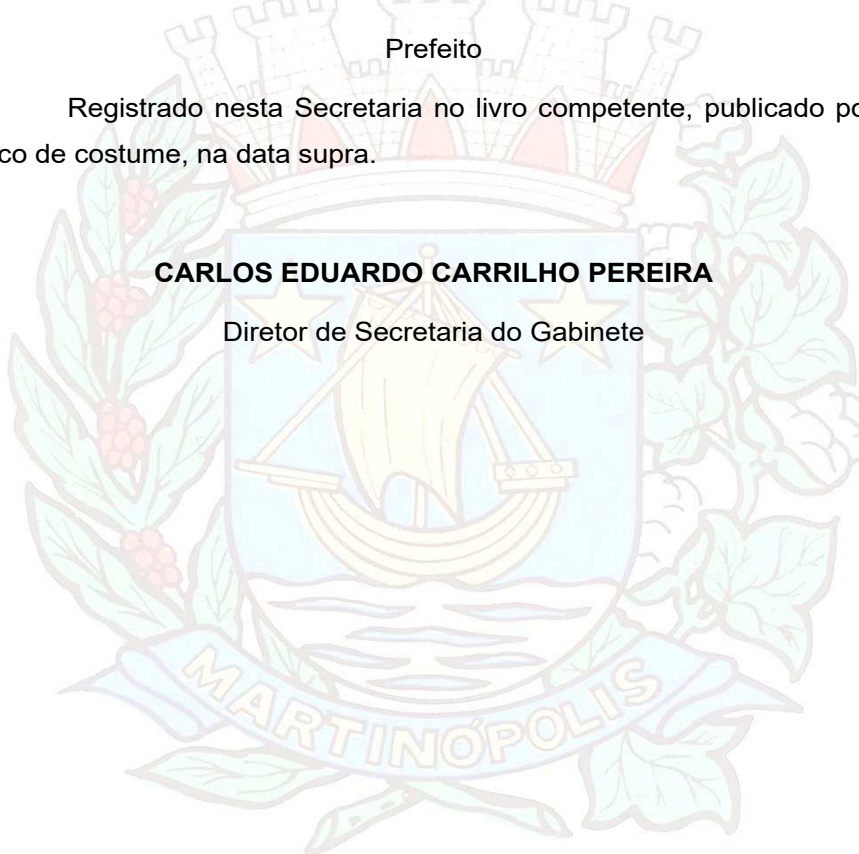 Prefeito
Registrado nesta Secretaria no livro competente, publicado po
co de costume, na data supra.
CARLOS EDUARDO CARRILHO PEREIRA
Diretor de Secretaria do Gabinete
MARTINÓPOLIS